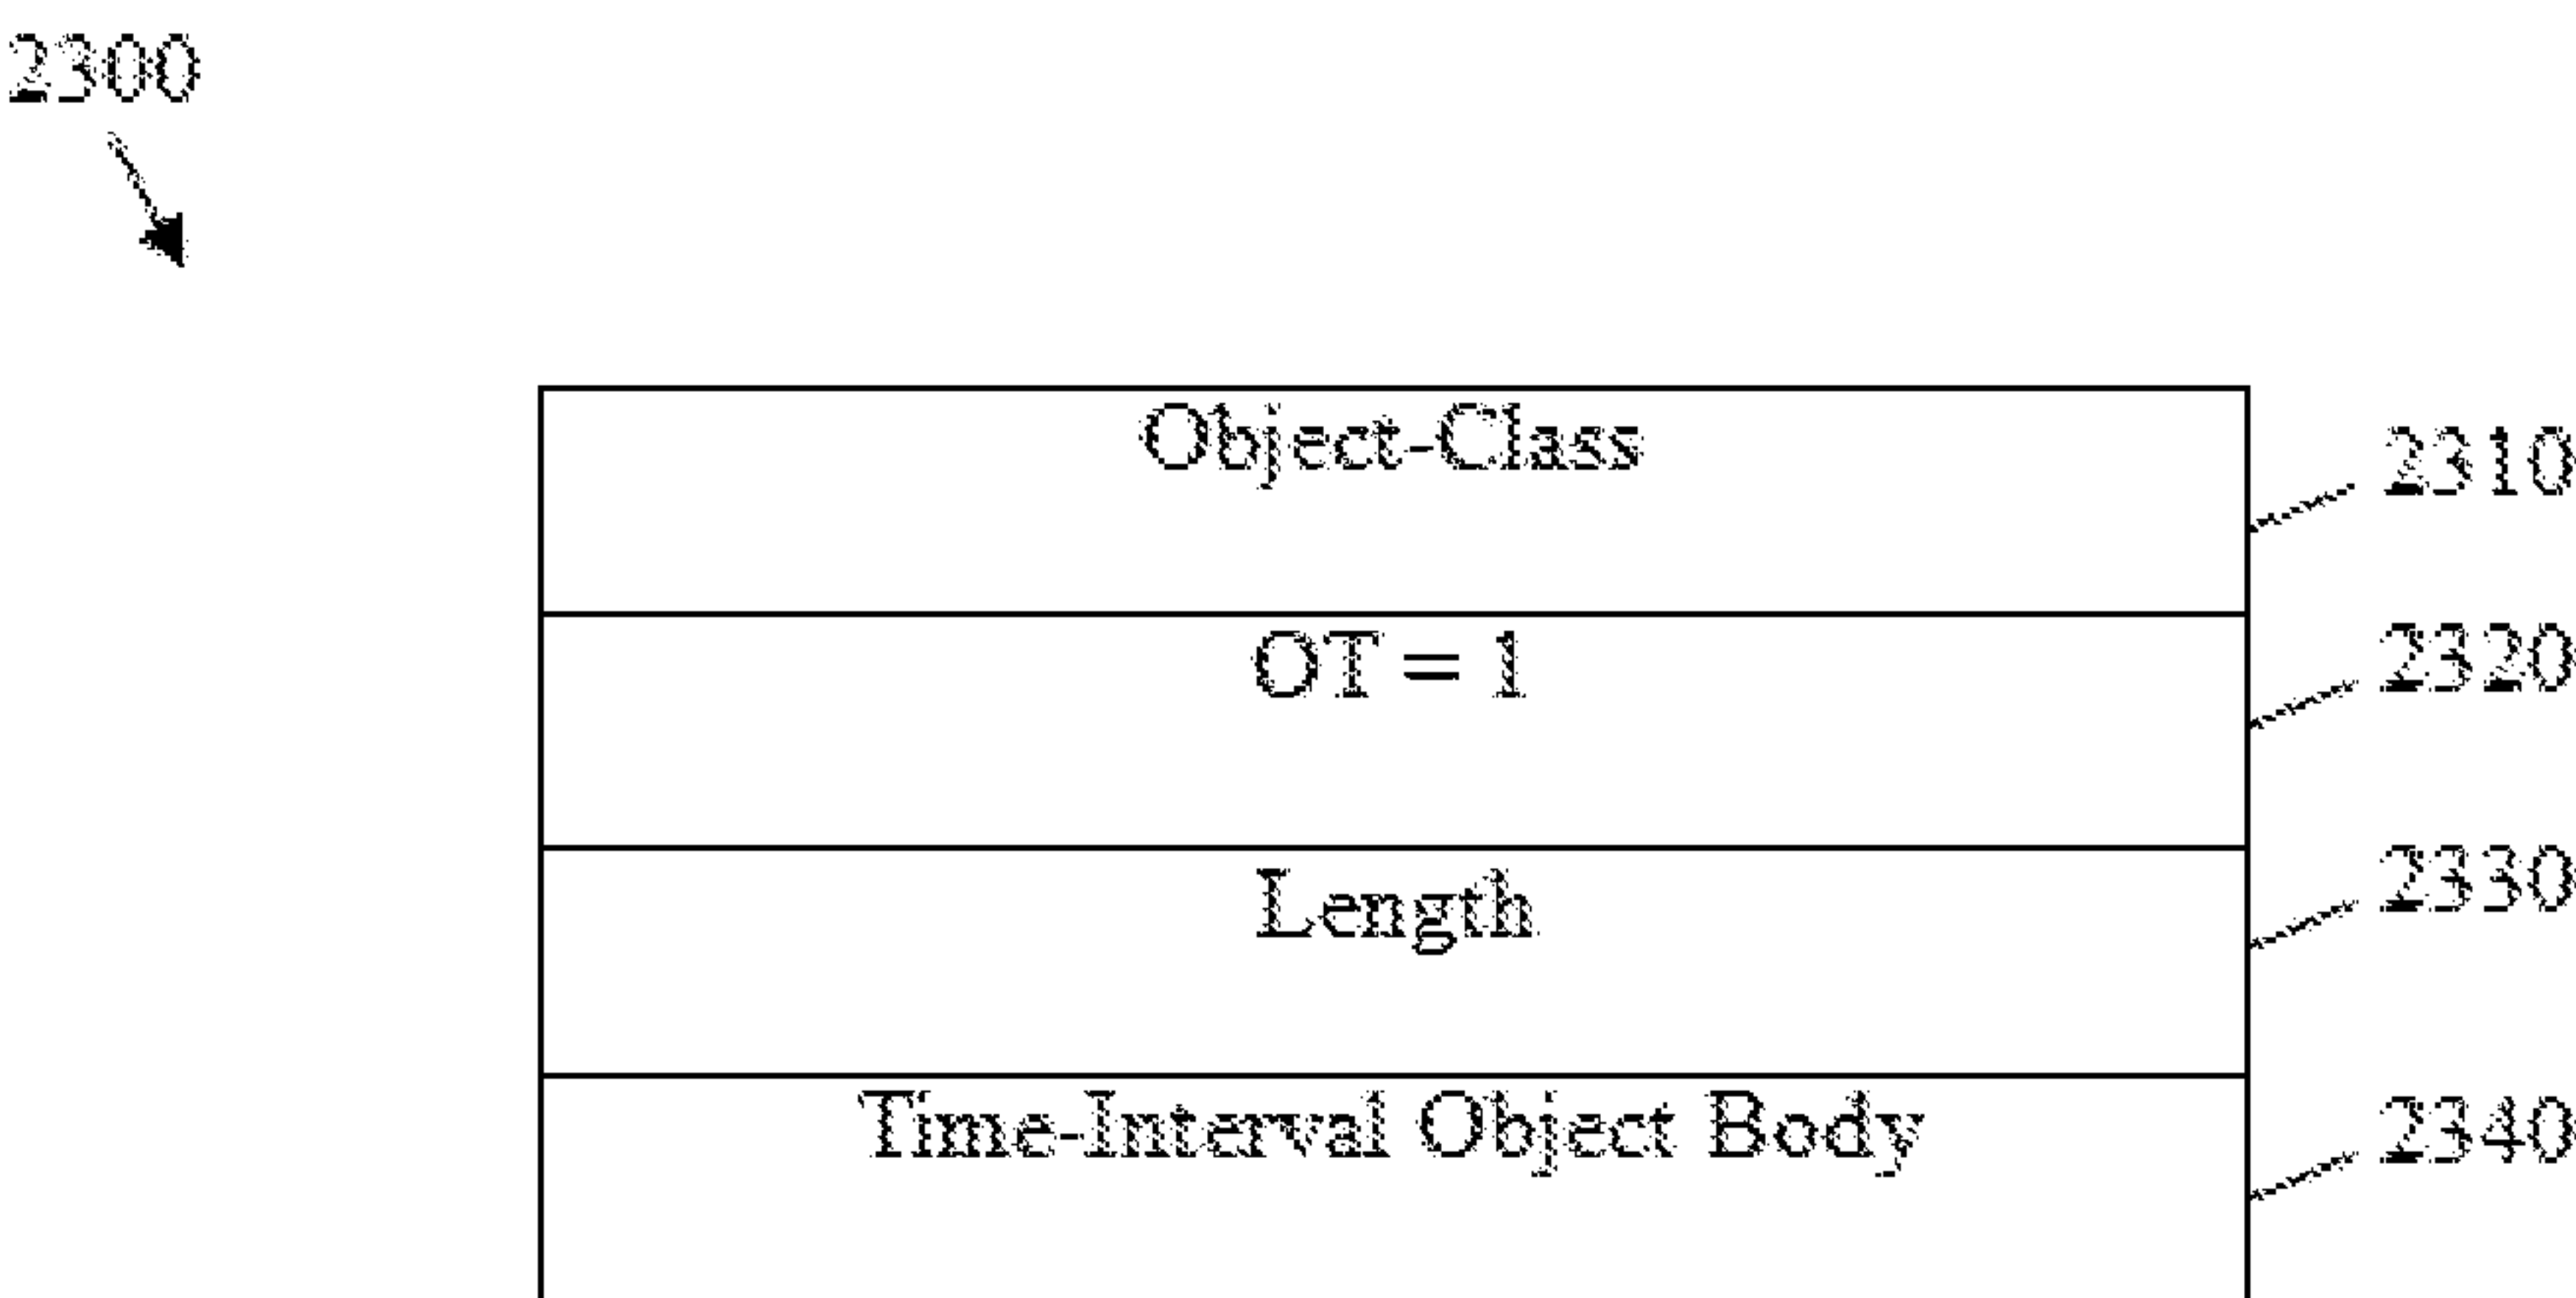 2300
Object-Class
2310
OT = 1
2320
Length
2330
Time-Interval Object Body
2340